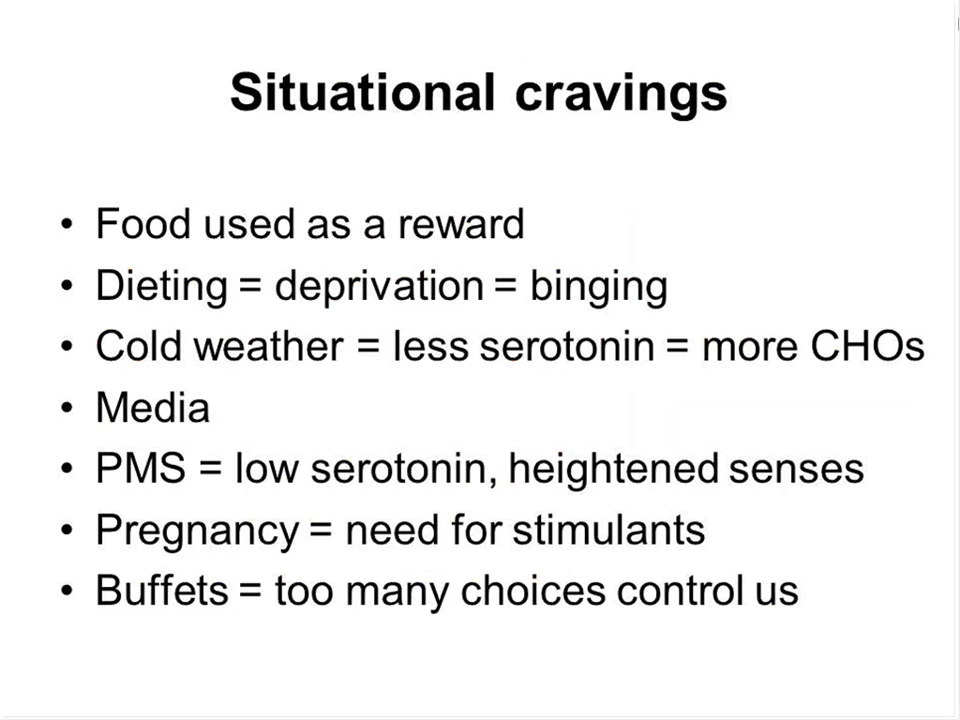 Situational cravings
• Food used as a reward
• Dieting = deprivation = binging
• Cold weather = less serotonin = more CHOs
• Media
• PMS = low serotonin, heightened senses
• Pregnancy = need for stimulants
• Buffets = too many choices control us